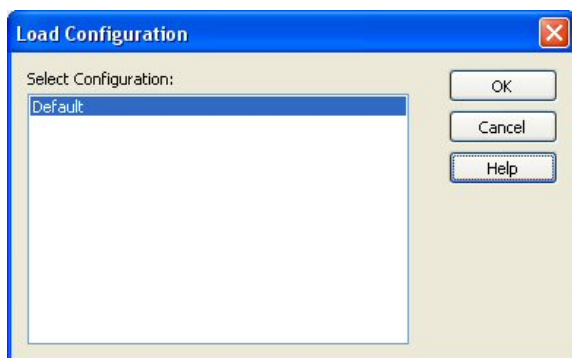 Load Configuration
Select Configuration:
Default
OK
Cancel
Help